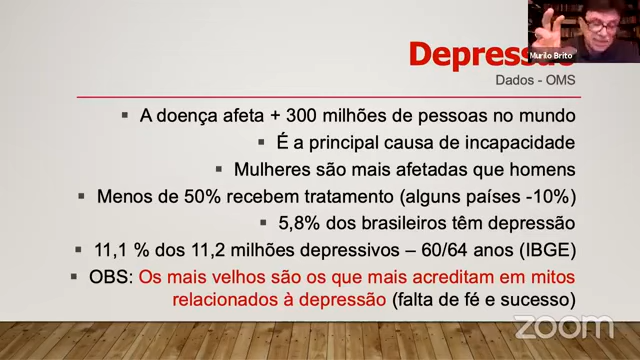 Murilo Brito
Depressão
Dados - OMS
▪ A doença afeta + 300 milhões de pessoas no mundo
▪ É a principal causa de incapacidade
▪ Mulheres são mais afetadas que homens
▪ Menos de 50% recebem tratamento (alguns países -10%)
▪ 5,8% dos brasileiros têm depressão
▪ 11,1 % dos 11,2 milhões depressivos – 60/64 anos (IBGE)
▪ OBS: Os mais velhos são os que mais acreditam em mitos
relacionados à depressão (falta de fé e sucesso)
zoom